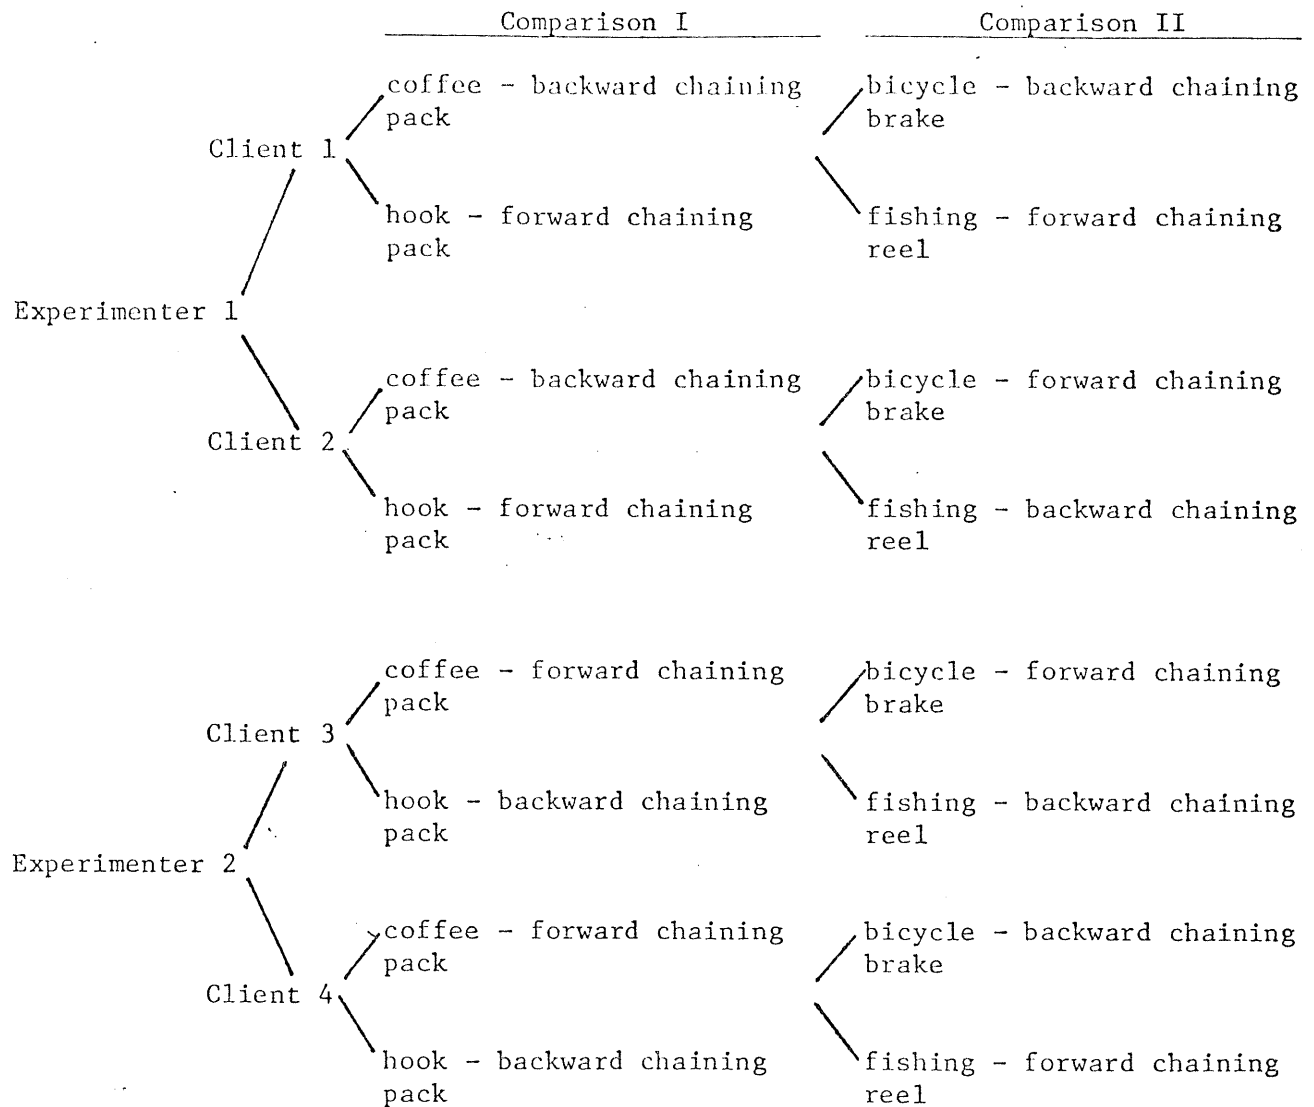 Comparison I Comparison II
coffee - backward chaining bicycle - backward chaining
pack brake
Client 1
hook - forward chaining fishing - forward chaining
pack reel
Experimenter 1
coffee - backward chaining bicycle - forward chaining
pack brake
Client 2
hook - forward chaining fishing - backward chaining
pack reel
coffee - forward chaining bicycle - forward chaining
pack brake
Client 3
hook - backward chaining fishing - backward chaining
pack reel
Experimenter 2
coffee - forward chaining bicycle - backward chaining
pack brake
Client 4
hook - backward chaining fishing - forward chaining
pack reel